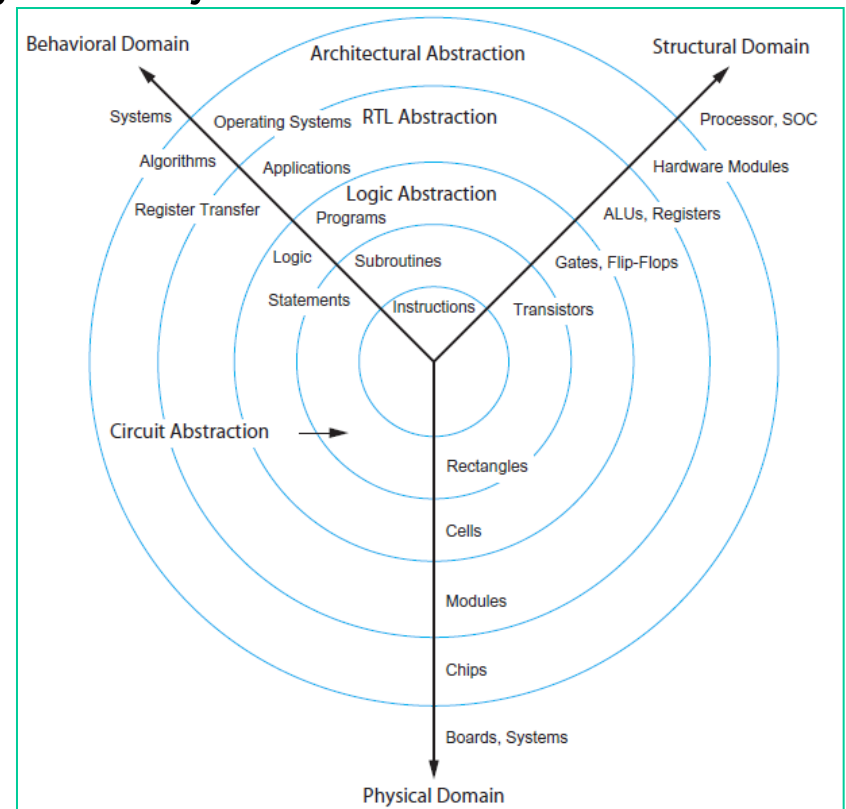 Behavioral Domain
Structural Domain
Architectural Abstraction
Systems
Operating Systems
RTL Abstraction
Processor, SOC
Algorithms
Applications
Hardware Modules
Logic Abstraction
Register Transfer
Programs
ALUs, Registers
Logic
Subroutines
Gates, Flip-Flops
Statements
Instructions
Transistors
Circuit Abstraction
Rectangles
Cells
Modules
Chips
Boards, Systems
Physical Domain